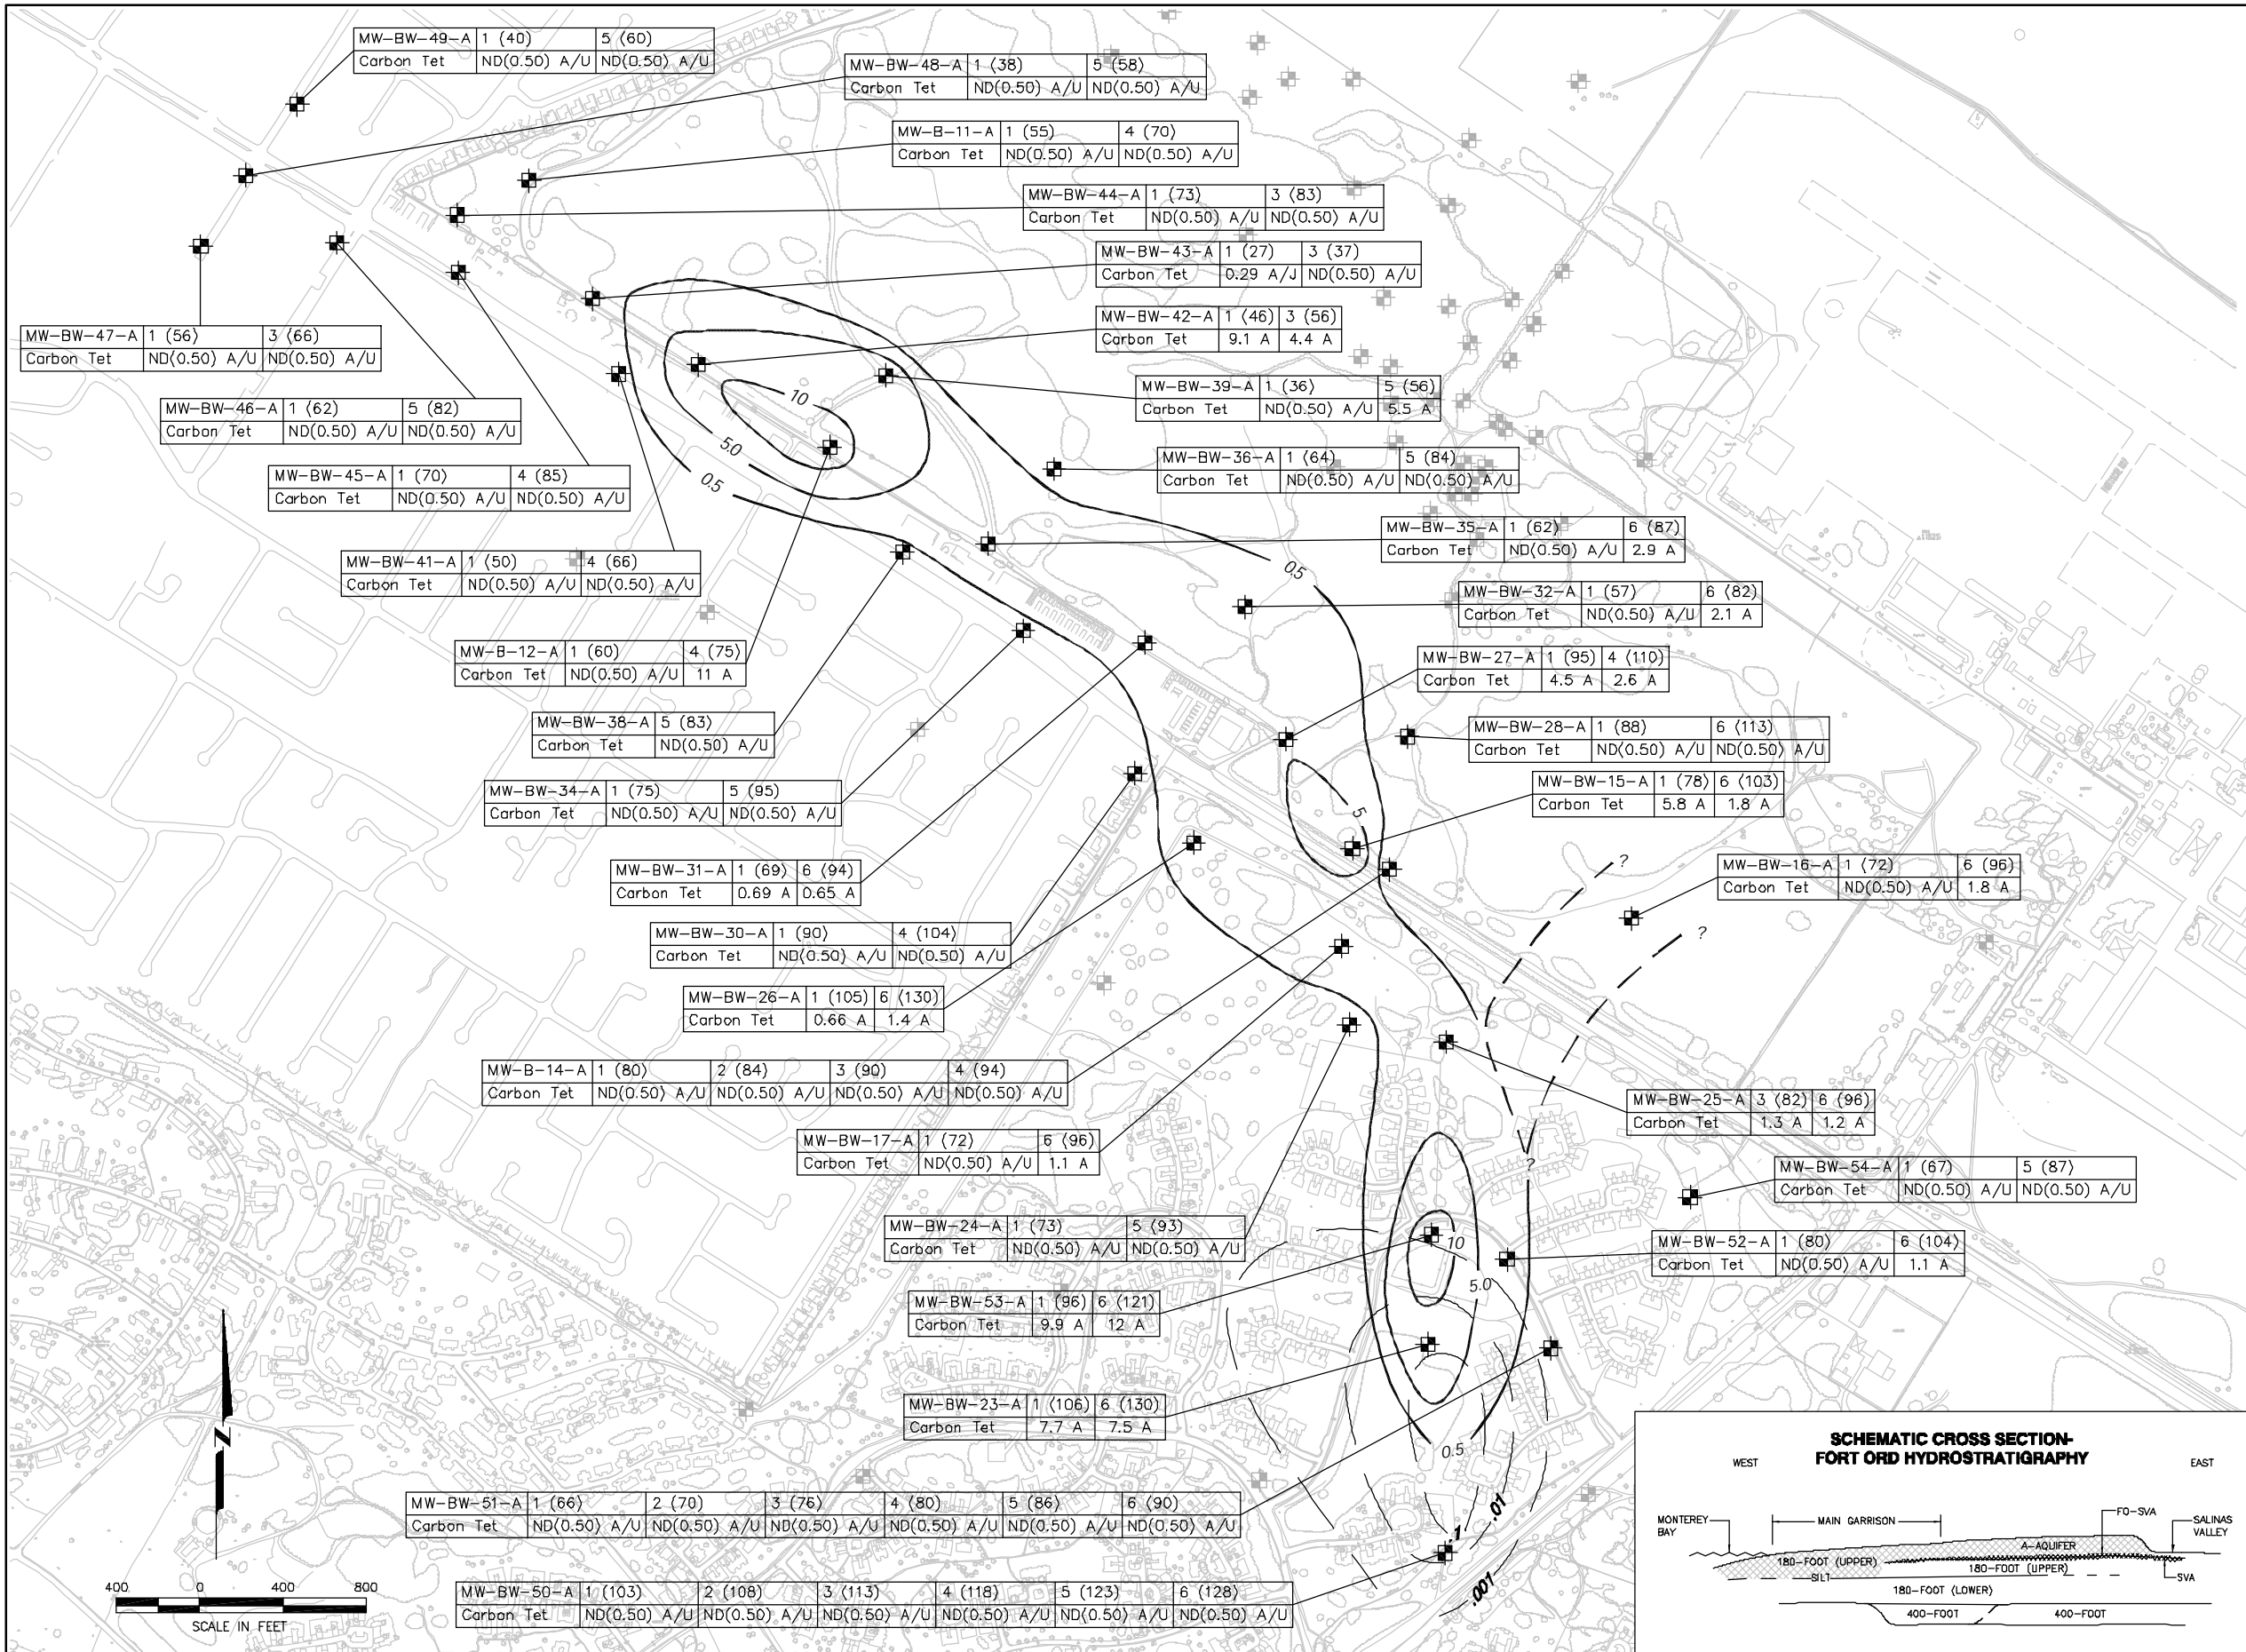 MW-BW-49-A 1 (40) 5 (60)
Carbon Tet ND(0.50) A/U ND(0.50) A/U
MW-BW-48-A 1 (38) 5 (58)
Carbon Tet ND(0.50) A/U ND(0.50) A/U
MW-B-11-A 1 (55) 4 (70)
Carbon Tet ND(0.50) A/U ND(0.50) A/U
MW-BW-44-A 1 (73) 3 (83)
Carbon Tet ND(0.50) A/U ND(0.50) A/U
MW-BW-43-A 1 (27) 3 (37)
Carbon Tet 0.29 A/J ND(0.50) A/U
MW-BW-42-A 1 (46) 3 (56)
Carbon Tet 9.1 A 4.4 A
MW-BW-47-A 1 (56) 3 (66)
Carbon Tet ND(0.50) A/U ND(0.50) A/U
MW-BW-39-A 1 (36) 5 (56)
Carbon Tet ND(0.50) A/U 5.5 A
MW-BW-46-A 1 (62) 5 (82)
Carbon Tet ND(0.50) A/U ND(0.50) A/U
10
5.0
0.5
MW-BW-36-A 1 (64) 5 (84)
Carbon Tet ND(0.50) A/U ND(0.50) A/U
MW-BW-45-A 1 (70) 4 (85)
Carbon Tet ND(0.50) A/U ND(0.50) A/U
MW-BW-35-A 1 (62) 6 (87)
Carbon Tet ND(0.50) A/U 2.9 A
MW-BW-41-A 1 (50) 4 (66)
Carbon Tet ND(0.50) A/U ND(0.50) A/U
0.5
MW-BW-32-A 1 (57) 6 (82)
Carbon Tet ND(0.50) A/U 2.1 A
MW-B-12-A 1 (60) 4 (75)
Carbon Tet ND(0.50) A/U 11 A
MW-BW-27-A 1 (95) 4 (110)
Carbon Tet 4.5 A 2.6 A
MW-BW-38-A 5 (83)
Carbon Tet ND(0.50) A/U
MW-BW-28-A 1 (88) 6 (113)
Carbon Tet ND(0.50) A/U ND(0.50) A/U
MW-BW-34-A 1 (75) 5 (95)
Carbon Tet ND(0.50) A/U ND(0.50) A/U
MW-BW-15-A 1 (78) 6 (103)
Carbon Tet 5.8 A 1.8 A
5
MW-BW-31-A 1 (69) 6 (94)
Carbon Tet 0.69 A 0.65 A
?
MW-BW-16-A 1 (72) 6 (96)
Carbon Tet ND(0.50) A/U 1.8 A
MW-BW-30-A 1 (90) 4 (104)
Carbon Tet ND(0.50) A/U ND(0.50) A/U
?
MW-BW-26-A 1 (105) 6 (130)
Carbon Tet 0.66 A 1.4 A
MW-B-14-A 1 (80) 2 (84) 3 (90) 4 (94)
Carbon Tet ND(0.50) A/U ND(0.50) A/U ND(0.50) A/U ND(0.50) A/U
MW-BW-25-A 3 (82) 6 (96)
Carbon Tet 1.3 A 1.2 A
MW-BW-17-A 1 (72) 6 (96)
Carbon Tet ND(0.50) A/U 1.1 A
?
MW-BW-54-A 1 (67) 5 (87)
Carbon Tet ND(0.50) A/U ND(0.50) A/U
MW-BW-24-A 1 (73) 5 (93)
Carbon Tet ND(0.50) A/U ND(0.50) A/U
10
MW-BW-52-A 1 (80) 6 (104)
Carbon Tet ND(0.50) A/U 1.1 A
5.0
MW-BW-53-A 1 (96) 6 (121)
Carbon Tet 9.9 A 12 A
MW-BW-23-A 1 (106) 6 (130)
Carbon Tet 7.7 A 7.5 A
0.5
MW-BW-51-A 1 (66) 2 (70) 3 (76) 4 (80) 5 (86) 6 (90)
Carbon Tet ND(0.50) A/U ND(0.50) A/U ND(0.50) A/U ND(0.50) A/U ND(0.50) A/U ND(0.50) A/U
.01
.1
.001
MW-BW-50-A 1 (103) 2 (108) 3 (113) 4 (118) 5 (123) 6 (128)
Carbon Tet ND(0.50) A/U ND(0.50) A/U ND(0.50) A/U ND(0.50) A/U ND(0.50) A/U ND(0.50) A/U
N
400 0 400 800
SCALE IN FEET
SCHEMATIC CROSS SECTION-
FORT ORD HYDROSTRATIGRAPHY
WEST
EAST
MONTEREY
BAY
MAIN GARRISON
FO-SVA
SALINAS
VALLEY
A-AQUIFER
180-FOOT (UPPER)
180-FOOT (UPPER)
SILT
SVA
180-FOOT (LOWER)
400-FOOT
400-FOOT